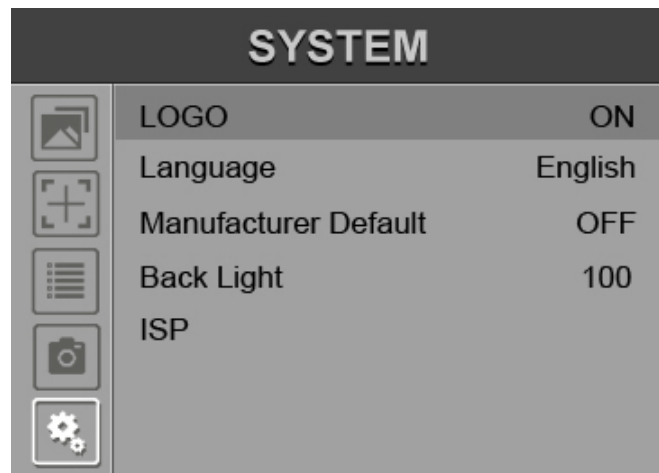 SYSTEM
LOGO ON
Language English
Manufacturer Default OFF
Back Light 100
ISP